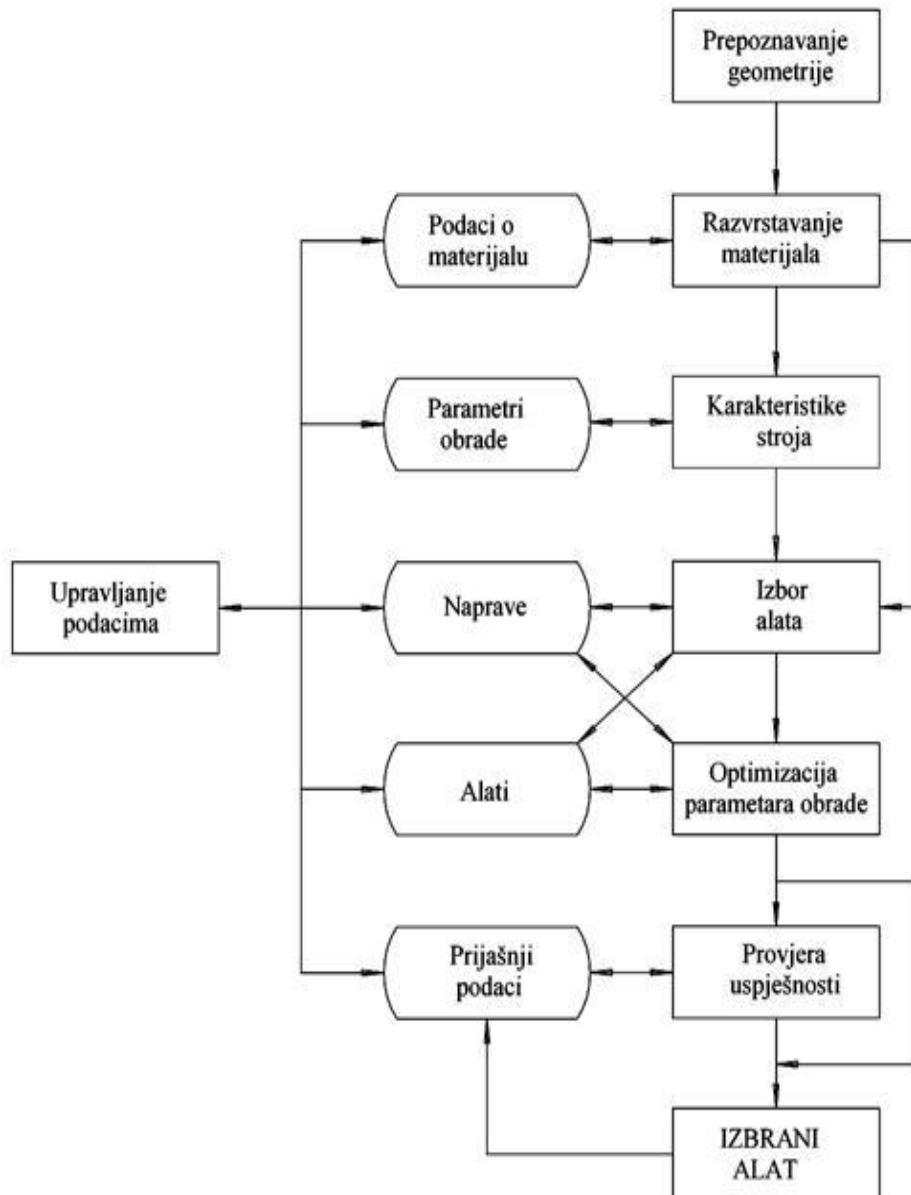 Prepoznavanje
geometrije
Podaci o
materijalu
Razvrstavanje
materijala
Parametri
obrade
Karakteristike
stroja
Upravljanje
podacima
Naprave
Izbor
alata
Alati
Optimizacija
parametara obrade
Prijašnji
podaci
Provjera
uspješnosti
IZBRANI
ALAT